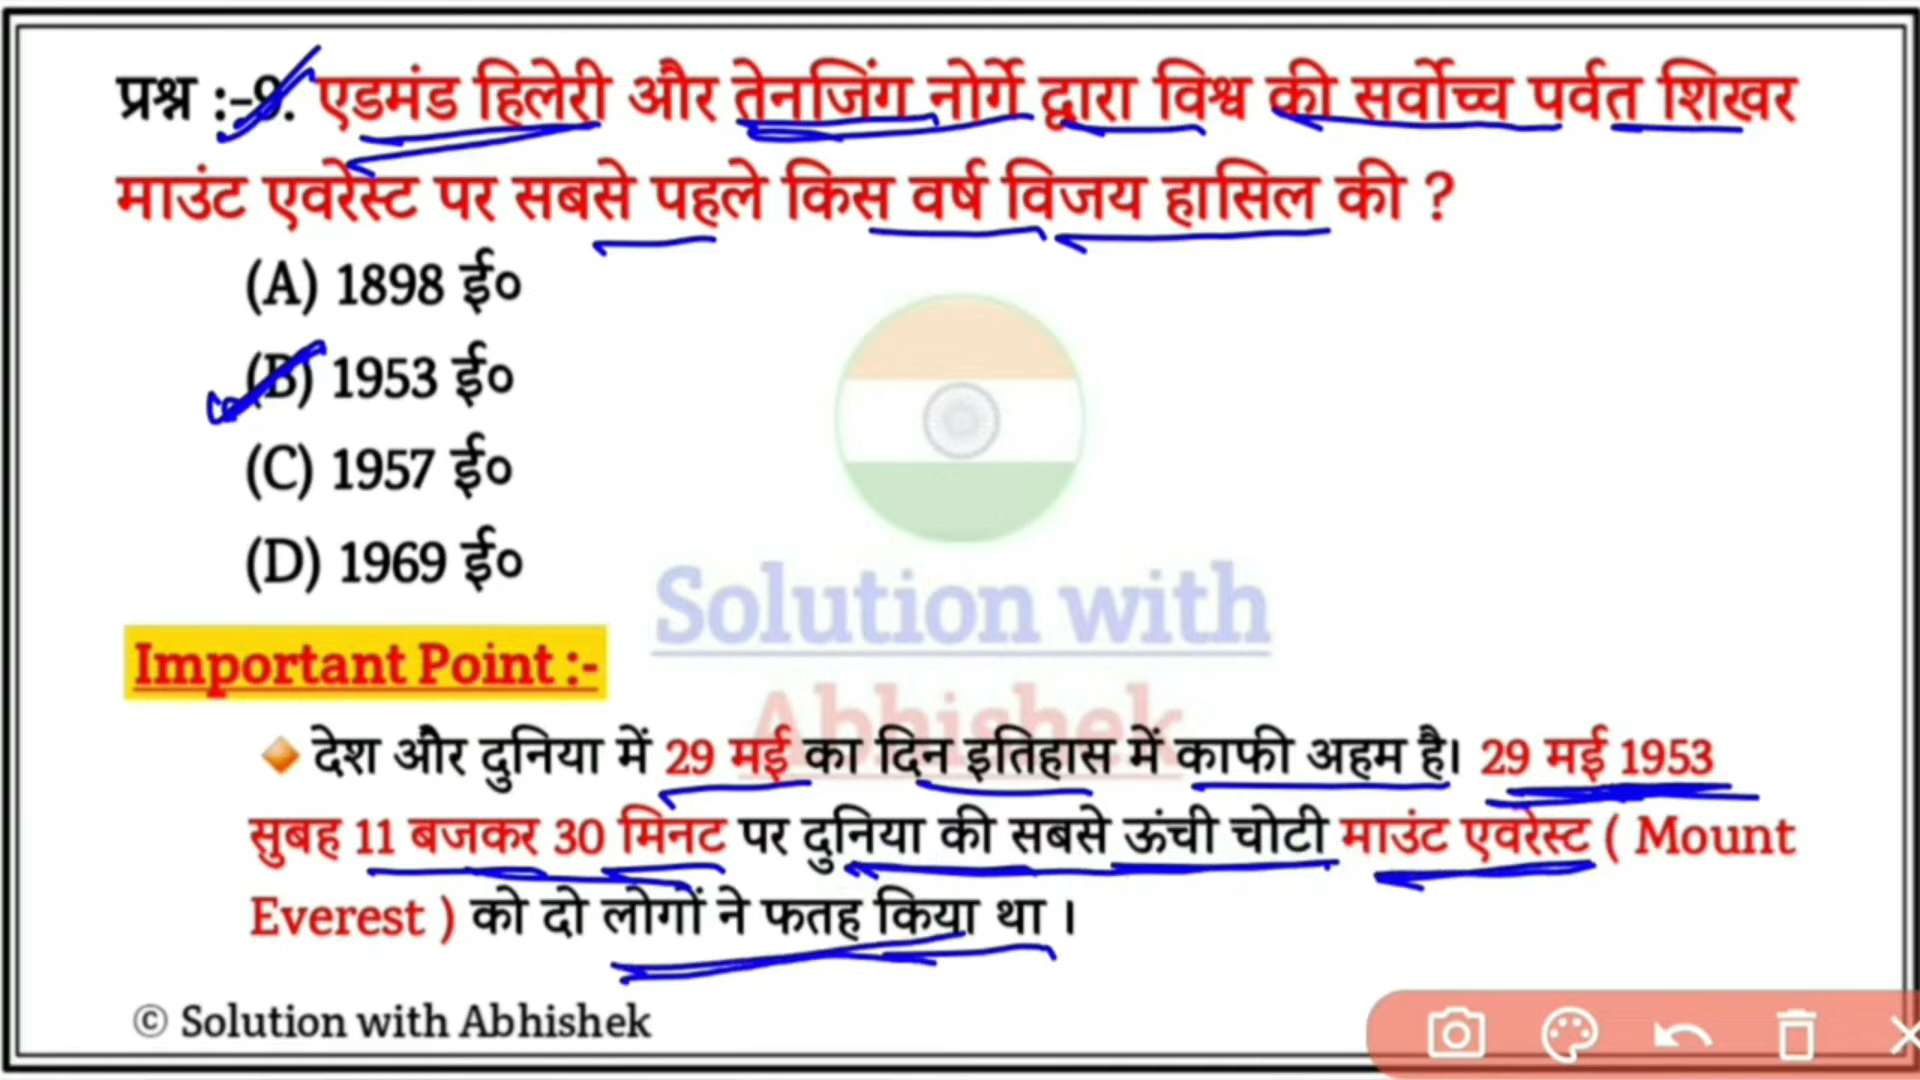 प्रश्न :-9. एडमंड हिलेरी और तेनजिंग नोर्गे द्वारा विश्व की सर्वोच्च पर्वत शिखर
माउंट एवरेस्ट पर सबसे पहले किस वर्ष विजय हासिल की ?
(A) 1898 ई०
(B) 1953 ई०
(C) 1957 ई०
(D) 1969 ई०
Solution with
Abhishek
Important Point :-
देश और दुनिया में 29 मई का दिन इतिहास में काफी अहम है। 29 मई 1953
सुबह 11 बजकर 30 मिनट पर दुनिया की सबसे ऊंची चोटी माउंट एवरेस्ट ( Mount
Everest ) को दो लोगों ने फतह किया था ।
© Solution with Abhishek